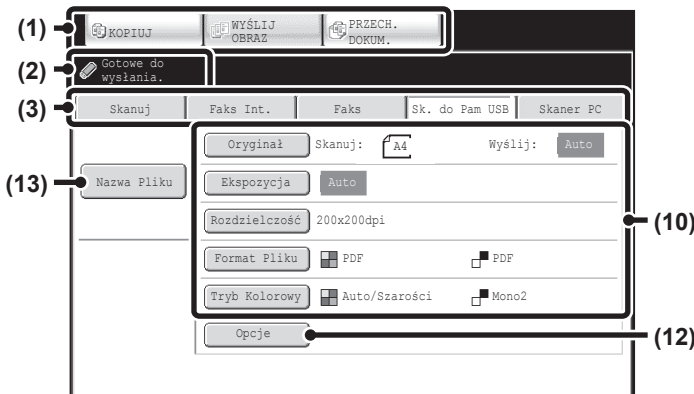 (1) KOPIUJ WYŚLIJ OBRAZ PRZECH. DOKUM.
(2) Gotowe do wysłania.
(3) Skanuj Faks Int. Faks Sk. do Pam USB Skaner PC
Oryginał Skanuj: A4 Wyślij: Auto
(13) Nazwa Pliku Ekspozycja Auto
Rozdzielczość 200x200dpi (10)
Format Pliku PDF PDF
Tryb Kolorowy Auto/Szarości Mono2
Opcje (12)